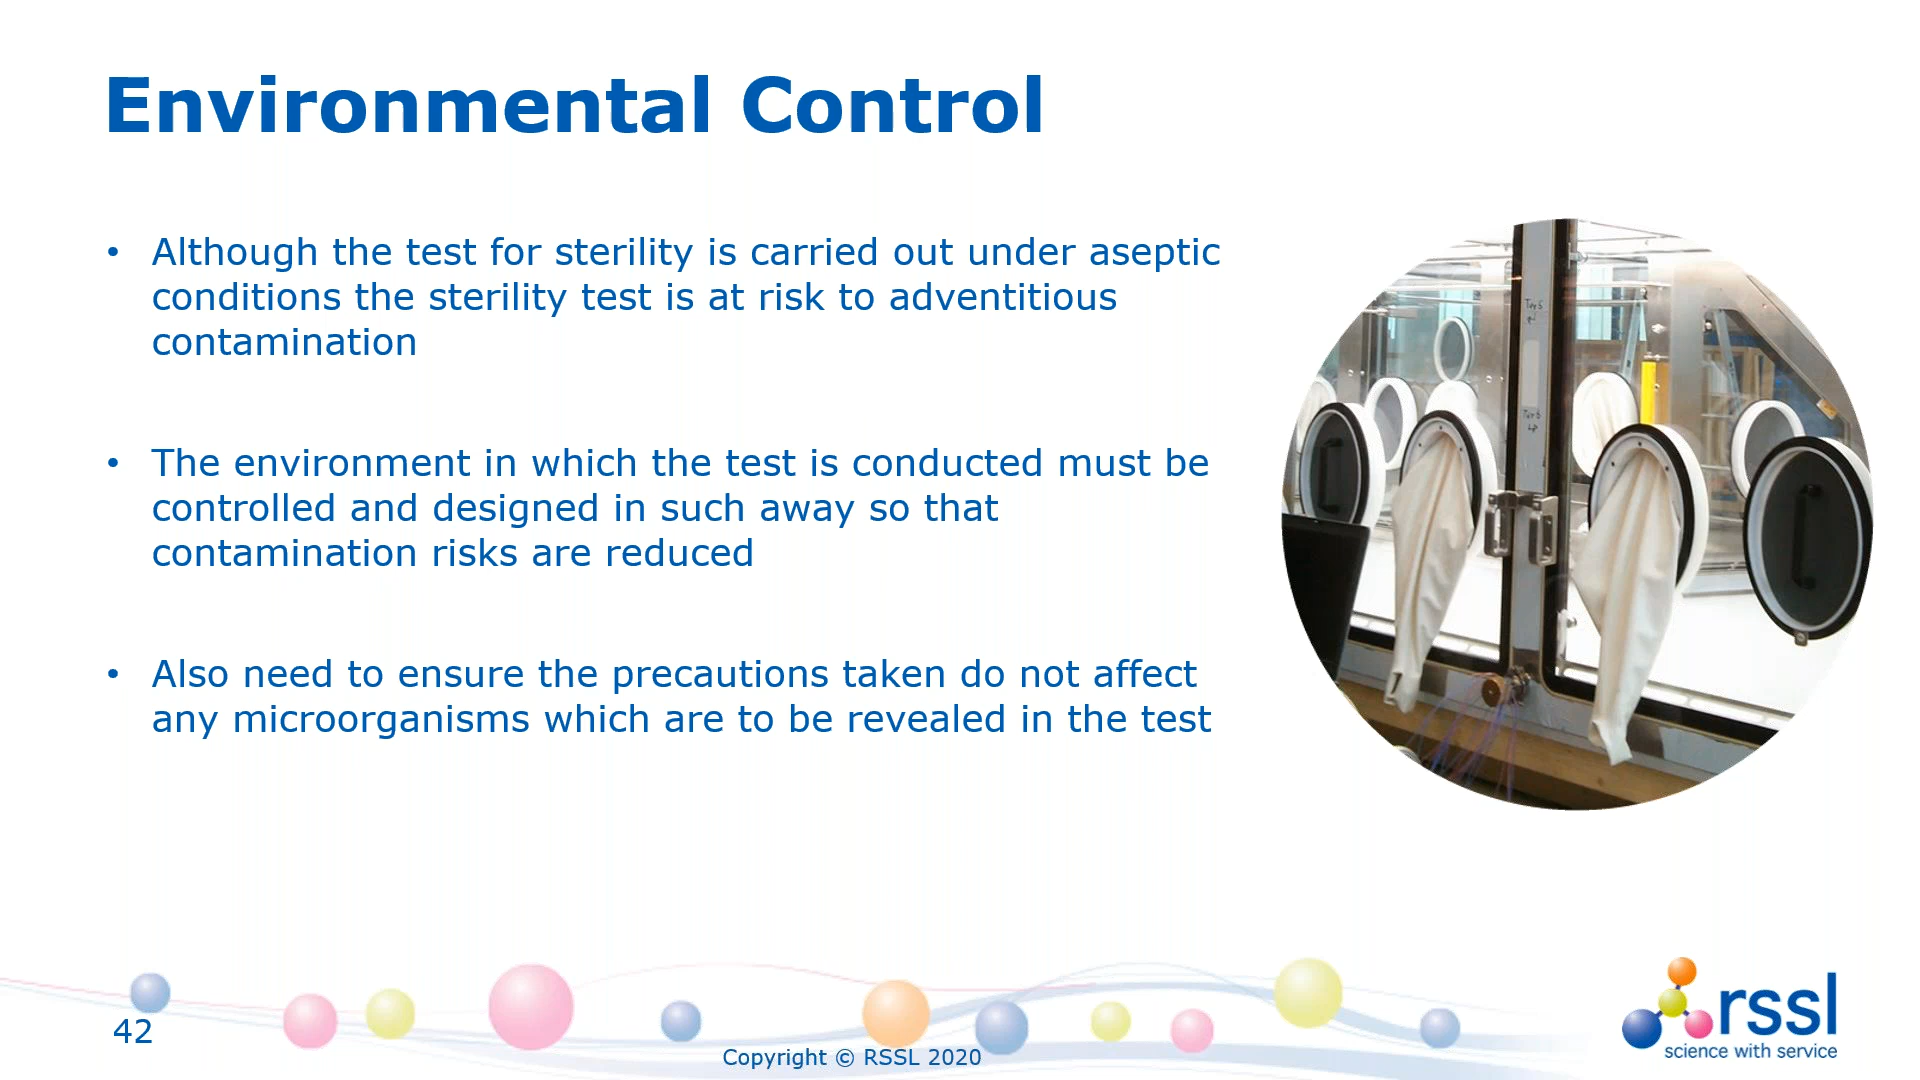 Environmental Control
• Although the test for sterility is carried out under aseptic
conditions the sterility test is at risk to adventitious
contamination
• The environment in which the test is conducted must be
controlled and designed in such away so that
contamination risks are reduced
• Also need to ensure the precautions taken do not affect
any microorganisms which are to be revealed in the test
42
Copyright © RSSL 2020
rssl
science with service